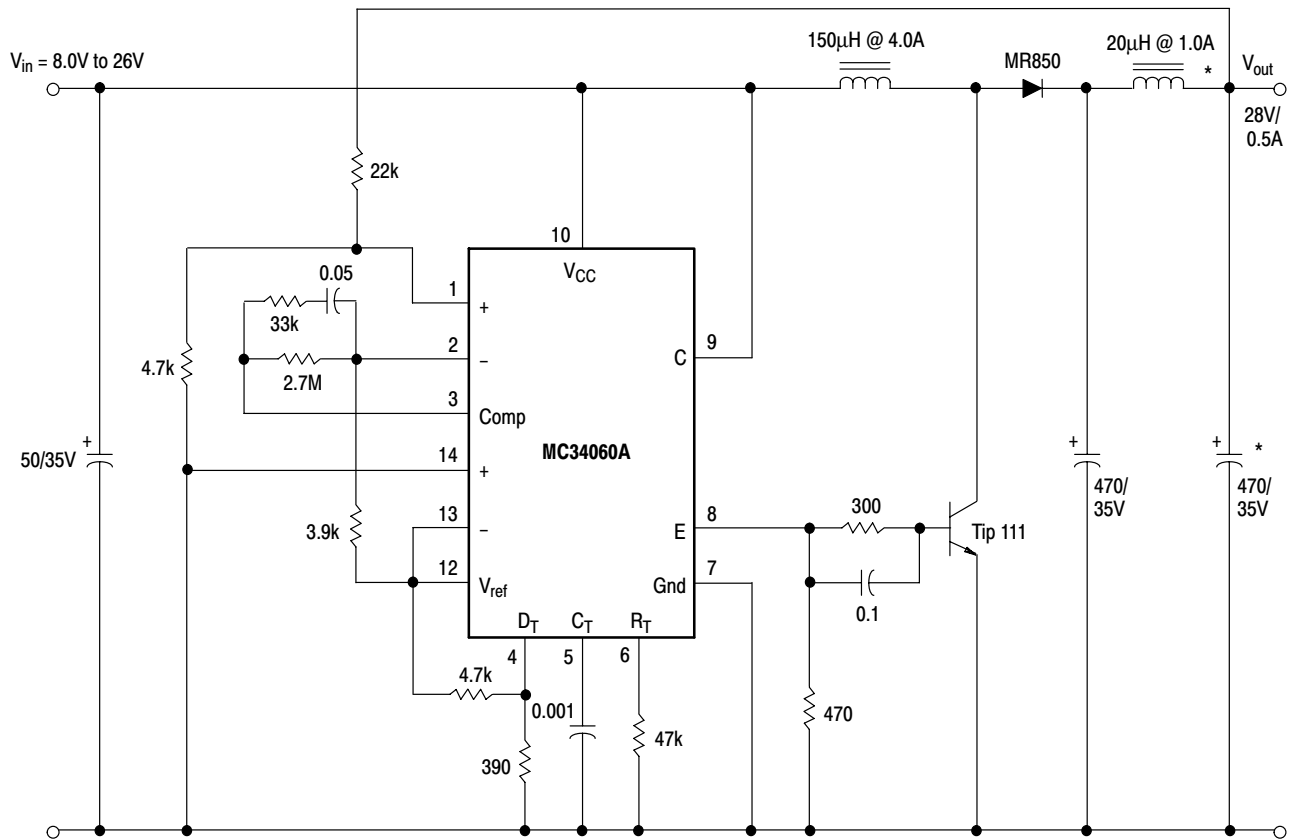 150μH @ 4.0A
20μH @ 1.0A
*
V_in = 8.0V to 26V
MR850
V_out
28V/
0.5A
22k
10
V_CC
0.05
1
+
33k
2
–
C
9
4.7k
2.7M
3
Comp
MC34060A
50/35V
+
14
+
+
470/
35V
+
*
470/
35V
13
–
3.9k
E
8
300
Tip 111
12
V_ref
Gnd
7
0.1
D_T
C_T
R_T
4
5
6
4.7k
0.001
390
47k
470